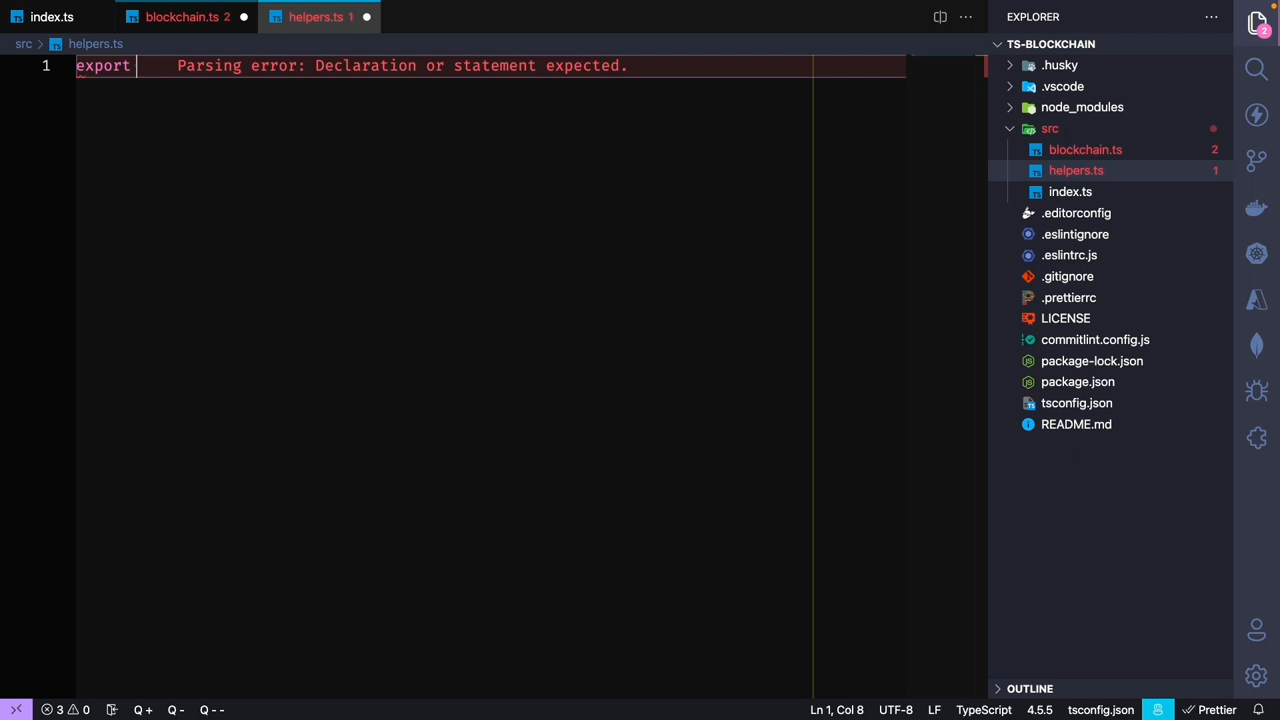 index.ts
blockchain.ts 2
helpers.ts 1
src
helpers.ts
1
export
Parsing error: Declaration or statement expected.
EXPLORER
TS-BLOCKCHAIN
.husky
.vscode
node_modules
src
blockchain.ts 2
helpers.ts 1
index.ts
.editorconfig
.eslintignore
.eslintrc.js
.gitignore
.prettierrc
LICENSE
commitlint.config.js
package-lock.json
package.json
tsconfig.json
README.md
2
OUTLINE
3 0 Q + Q - Q - - Ln 1, Col 8 UTF-8 LF TypeScript 4.5.5 tsconfig.json Prettier